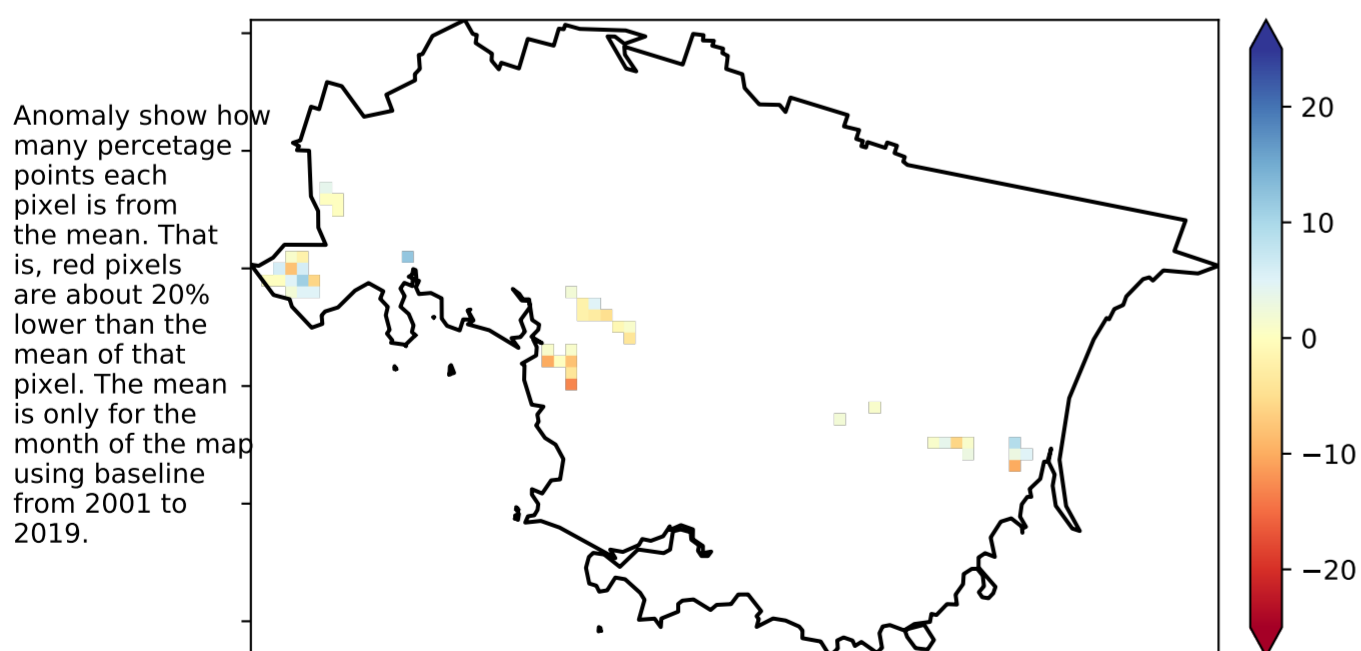 Anomaly show how
many percetage
points each
pixel is from
the mean. That
is, red pixels
are about 20%
lower than the
mean of that
pixel. The mean
is only for the
month of the map
using baseline
from 2001 to
2019.
20
10
0
−10
−20